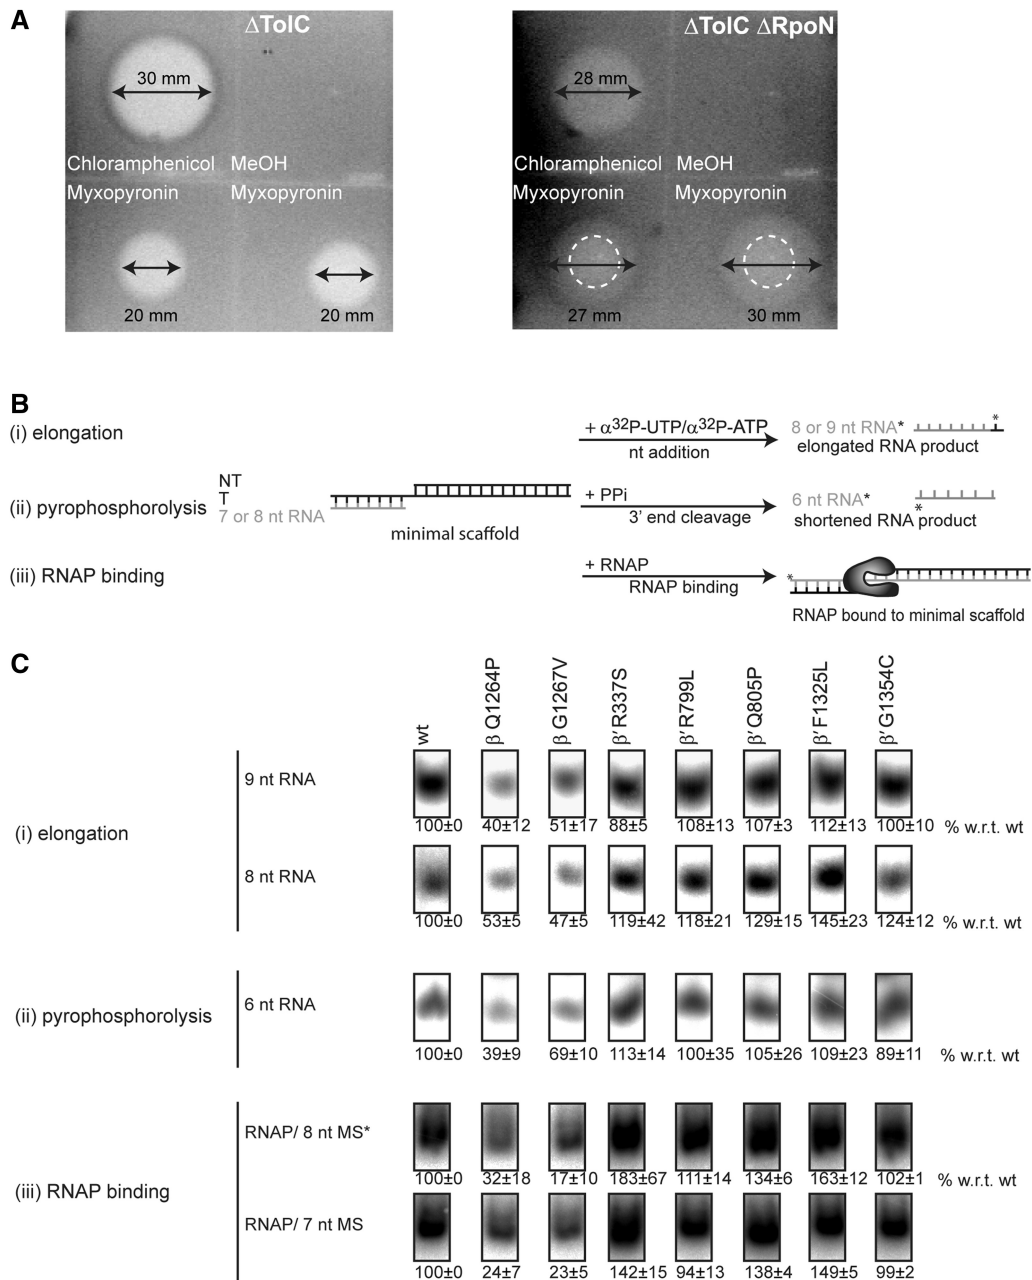 A
ΔTolC
30 mm
Chloramphenicol MeOH
Myxopyronin Myxopyronin
20 mm 20 mm
ΔTolC ΔRpoN
28 mm
Chloramphenicol MeOH
Myxopyronin Myxopyronin
27 mm 30 mm
B
(i) elongation
+ α32P-UTP/α32P-ATP
nt addition
8 or 9 nt RNA*
*
elongated RNA product
(ii) pyrophosphorolysis
NT
T
7 or 8 nt RNA
minimal scaffold
+ PPi
3' end cleavage
6 nt RNA*
*
shortened RNA product
(iii) RNAP binding
+ RNAP
RNAP binding
*
RNAP bound to minimal scaffold
C
wt β Q1264P β G1267V β′R337S β′R799L β′Q805P β′F1325L β′G1354C
(i) elongation
9 nt RNA
100±0 40±12 51±17 88±5 108±13 107±3 112±13 100±10 % w.r.t. wt
8 nt RNA
100±0 53±5 47±5 119±42 118±21 129±15 145±23 124±12 % w.r.t. wt
(ii) pyrophosphorolysis
6 nt RNA
100±0 39±9 69±10 113±14 100±35 105±26 109±23 89±11 % w.r.t. wt
(iii) RNAP binding
RNAP/ 8 nt MS*
100±0 32±18 17±10 183±67 111±14 134±6 163±12 102±1 % w.r.t. wt
RNAP/ 7 nt MS
100±0 24±7 23±5 142±15 94±13 138±4 149±5 99±2